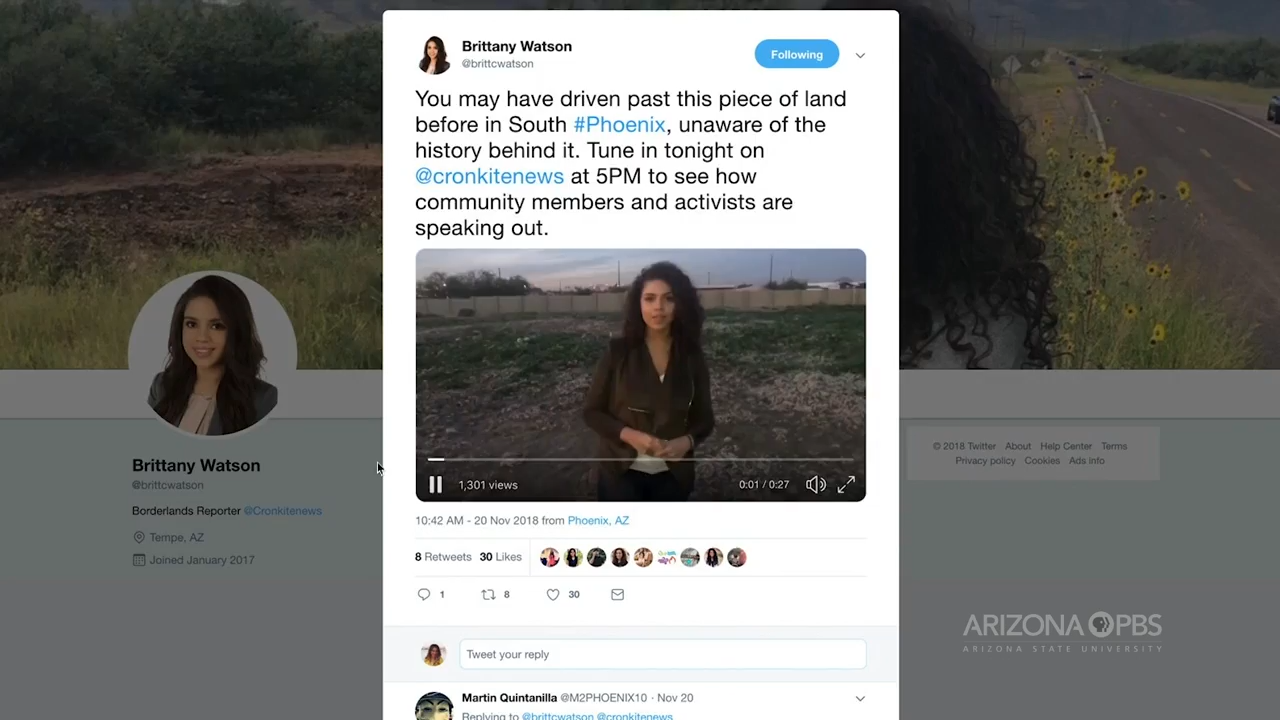 Brittany Watson
@brittcwatson
Following
You may have driven past this piece of land
before in South #Phoenix, unaware of the
history behind it. Tune in tonight on
@cronkitenews at 5PM to see how
community members and activists are
speaking out.
1,301 views
0:01 / 0:27
10:42 AM - 20 Nov 2018 from Phoenix, AZ
8 Retweets 30 Likes
1 8 30
Tweet your reply
Martin Quintanilla @M2PHOENIX10 · Nov 20
Replying to @brittcwatson @cronkitenews
Brittany Watson
@brittcwatson
Borderlands Reporter @Cronkitenews
Tempe, AZ
Joined January 2017
© 2018 Twitter About Help Center Terms
Privacy policy Cookies Ads info
ARIZONA PBS
ARIZONA STATE UNIVERSITY